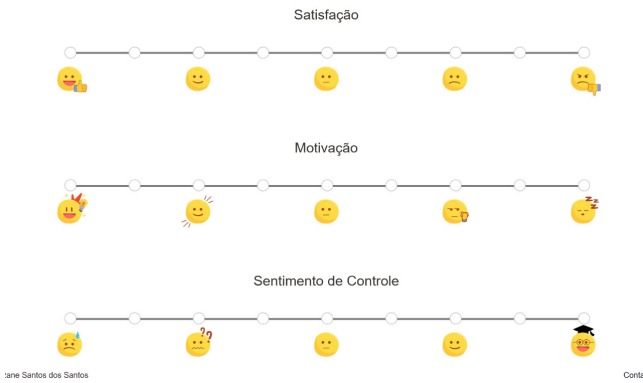 Satisfação
Motivação
Sentimento de Controle
Santos dos Santos